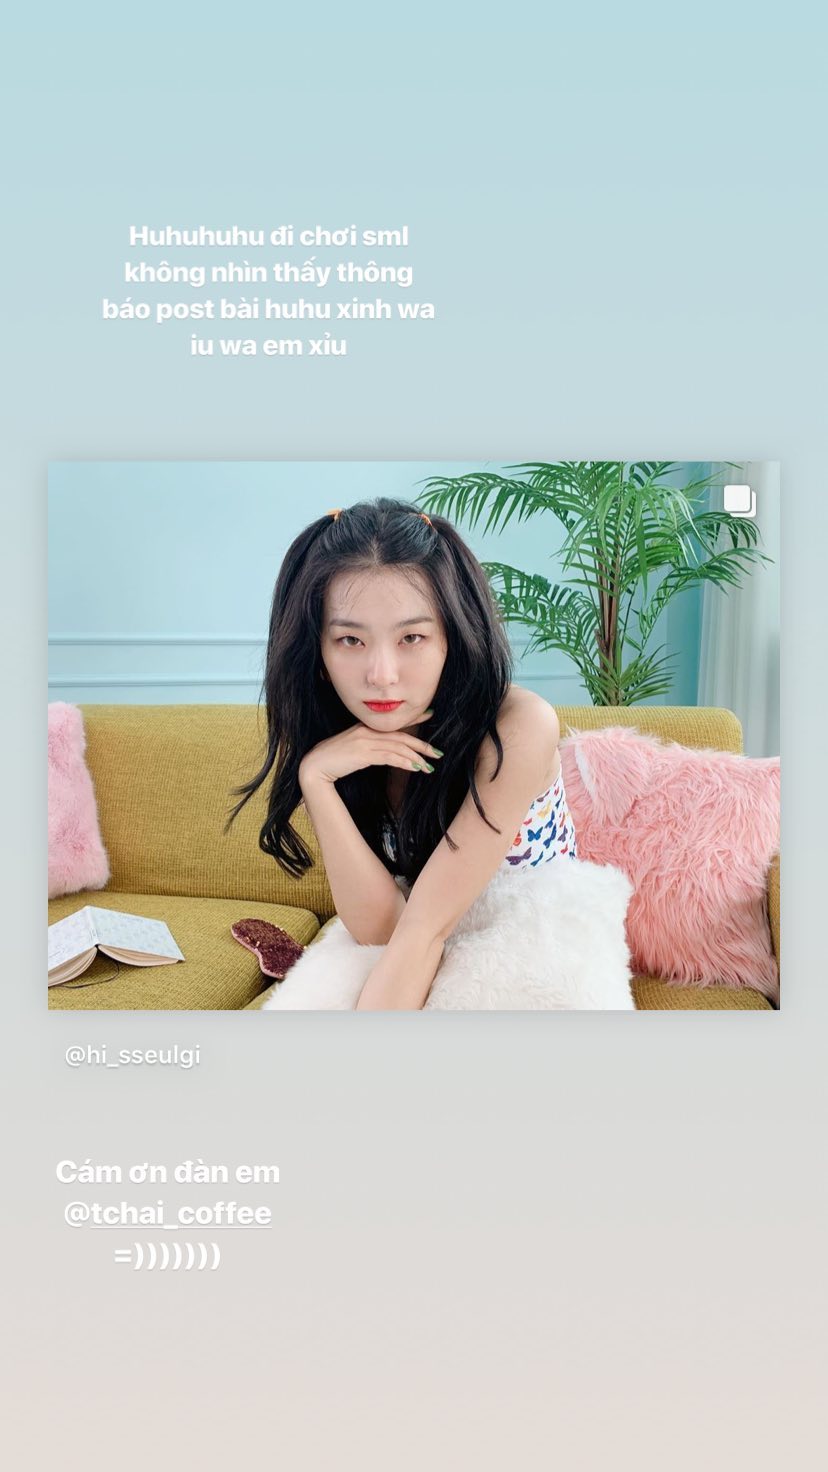 Huhuhuhu đi chơi sml
không nhìn thấy thông
báo post bài huhu xinh wa
iu wa em xỉu
@hi_sseulgi
Cám ơn đàn em
@tchai_coffee
=)))))))